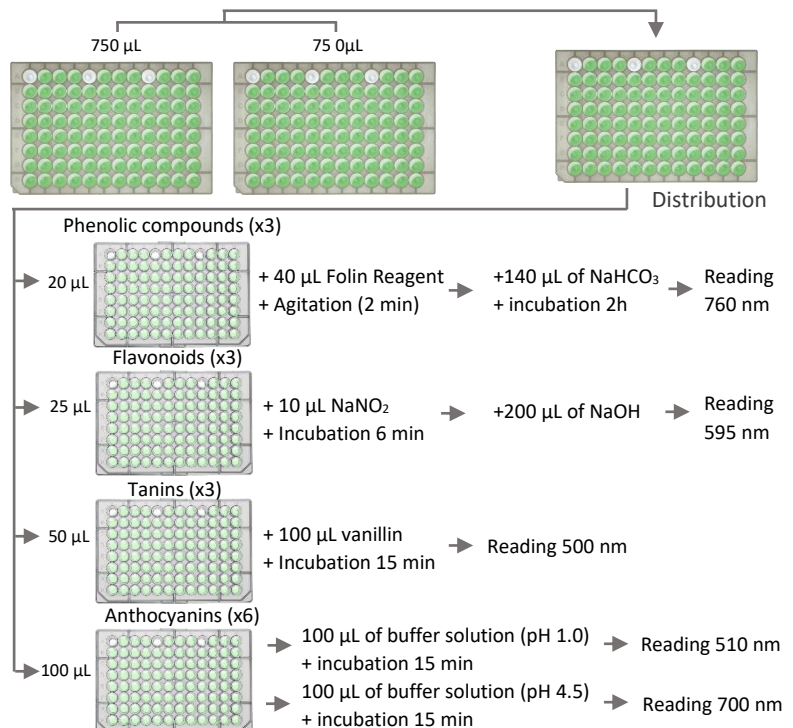 750 µL
75 0µL
Distribution
Phenolic compounds (x3)
20 µL
+ 40 µL Folin Reagent
+ Agitation (2 min)
+140 µL of NaHCO₃
+ incubation 2h
Reading
760 nm
Flavonoids (x3)
25 µL
+ 10 µL NaNO₂
+ Incubation 6 min
+200 µL of NaOH
Reading
595 nm
Tanins (x3)
50 µL
+ 100 µL vanillin
+ Incubation 15 min
Reading 500 nm
Anthocyanins (x6)
100 µL
100 µL of buffer solution (pH 1.0)
+ incubation 15 min
Reading 510 nm
100 µL of buffer solution (pH 4.5)
+ incubation 15 min
Reading 700 nm